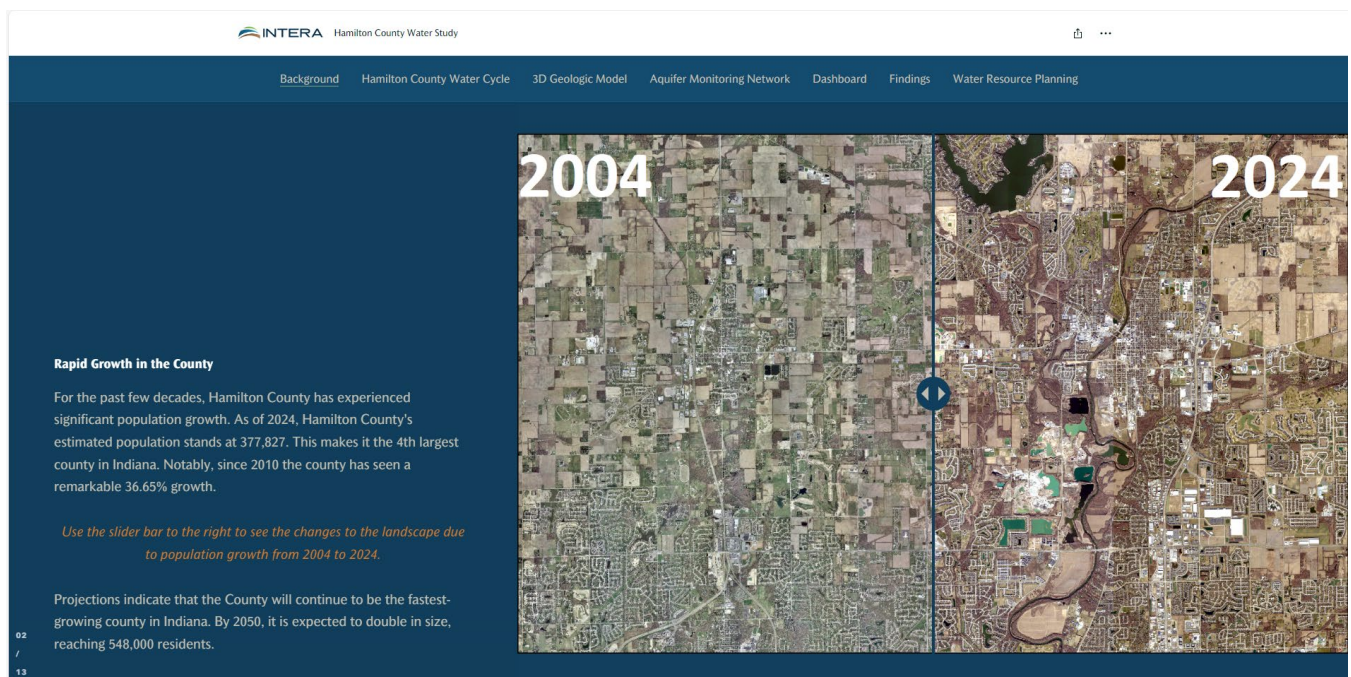 INTERA Hamilton County Water Study
Background Hamilton County Water Cycle 3D Geologic Model Aquifer Monitoring Network Dashboard Findings Water Resource Planning
2004
2024
Rapid Growth in the County
For the past few decades, Hamilton County has experienced
significant population growth. As of 2024, Hamilton County's
estimated population stands at 377,827. This makes it the 4th largest
county in Indiana. Notably, since 2010 the county has seen a
remarkable 36.65% growth.
Use the slider bar to the right to see the changes to the landscape due
to population growth from 2004 to 2024.
Projections indicate that the County will continue to be the fastest-
growing county in Indiana. By 2050, it is expected to double in size,
reaching 548,000 residents.
02
/
13